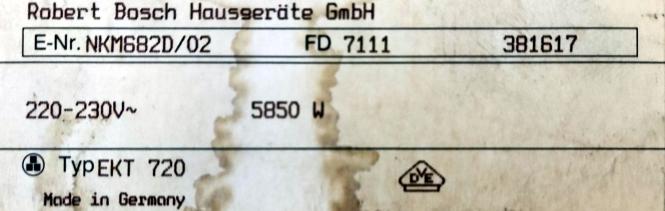 Robert Bosch Hausgeräte GmbH
E-Nr. NKM682D/02 FD 7111 381617
220-230V~ 5850 W
Typ EKT 720
DVE
Made in Germany